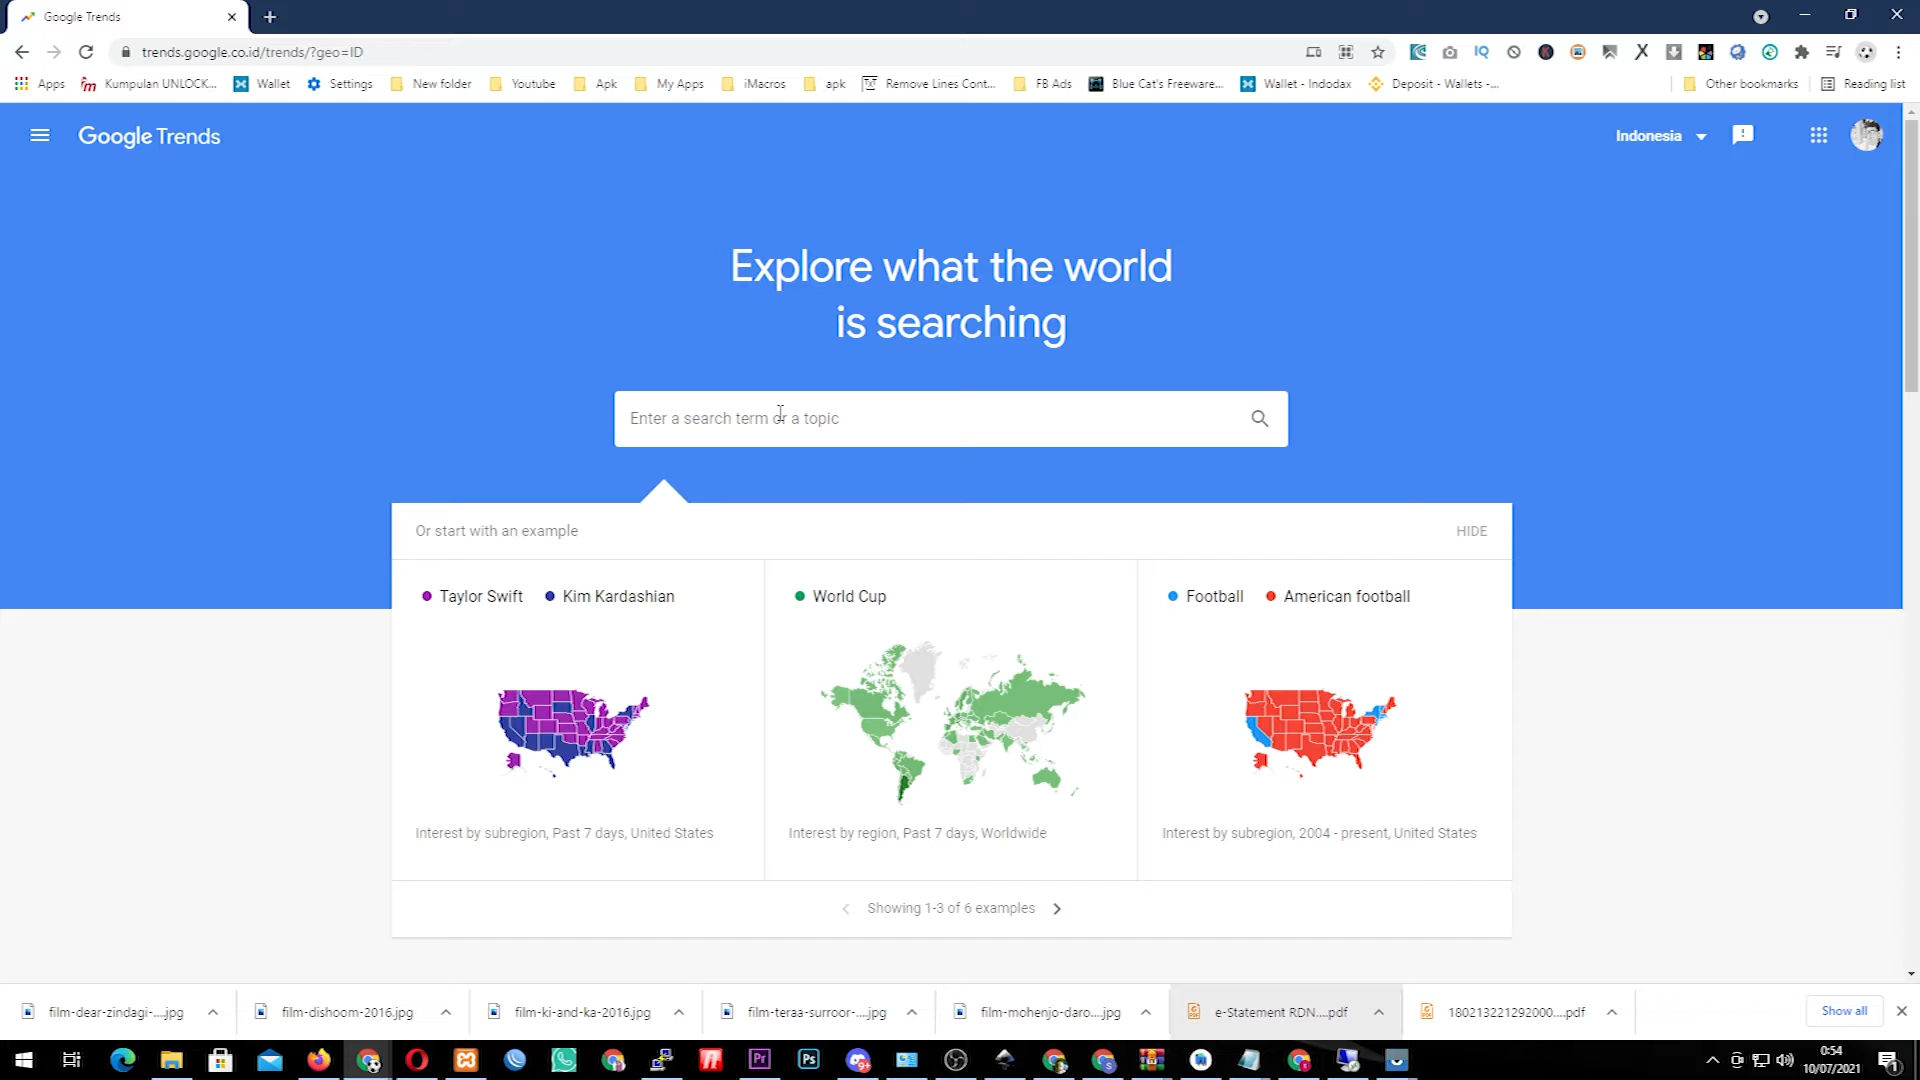 Google Trends
trends.google.co.id/trends/?geo=ID
Apps
Kumpulan UNLOCK...
Wallet
Settings
New folder
Youtube
Apk
My Apps
iMacros
apk
Remove Lines Cont...
FB Ads
Blue Cat's Freeware...
Wallet - Indodax
Deposit - Wallets -...
Other bookmarks
Reading list
Google Trends
Indonesia
Explore what the world
is searching
Enter a search term or a topic
Or start with an example
HIDE
Taylor Swift
Kim Kardashian
World Cup
Football
American football
Interest by subregion, Past 7 days, United States
Interest by region, Past 7 days, Worldwide
Interest by subregion, 2004 - present, United States
Showing 1-3 of 6 examples
film-dear-zindagi-....jpg
film-dishoom-2016.jpg
film-ki-and-ka-2016.jpg
film-teraa-surroor-....jpg
film-mohenjo-daro....jpg
e-Statement RDN....pdf
180213221292000....pdf
Show all
0:54
10/07/2021